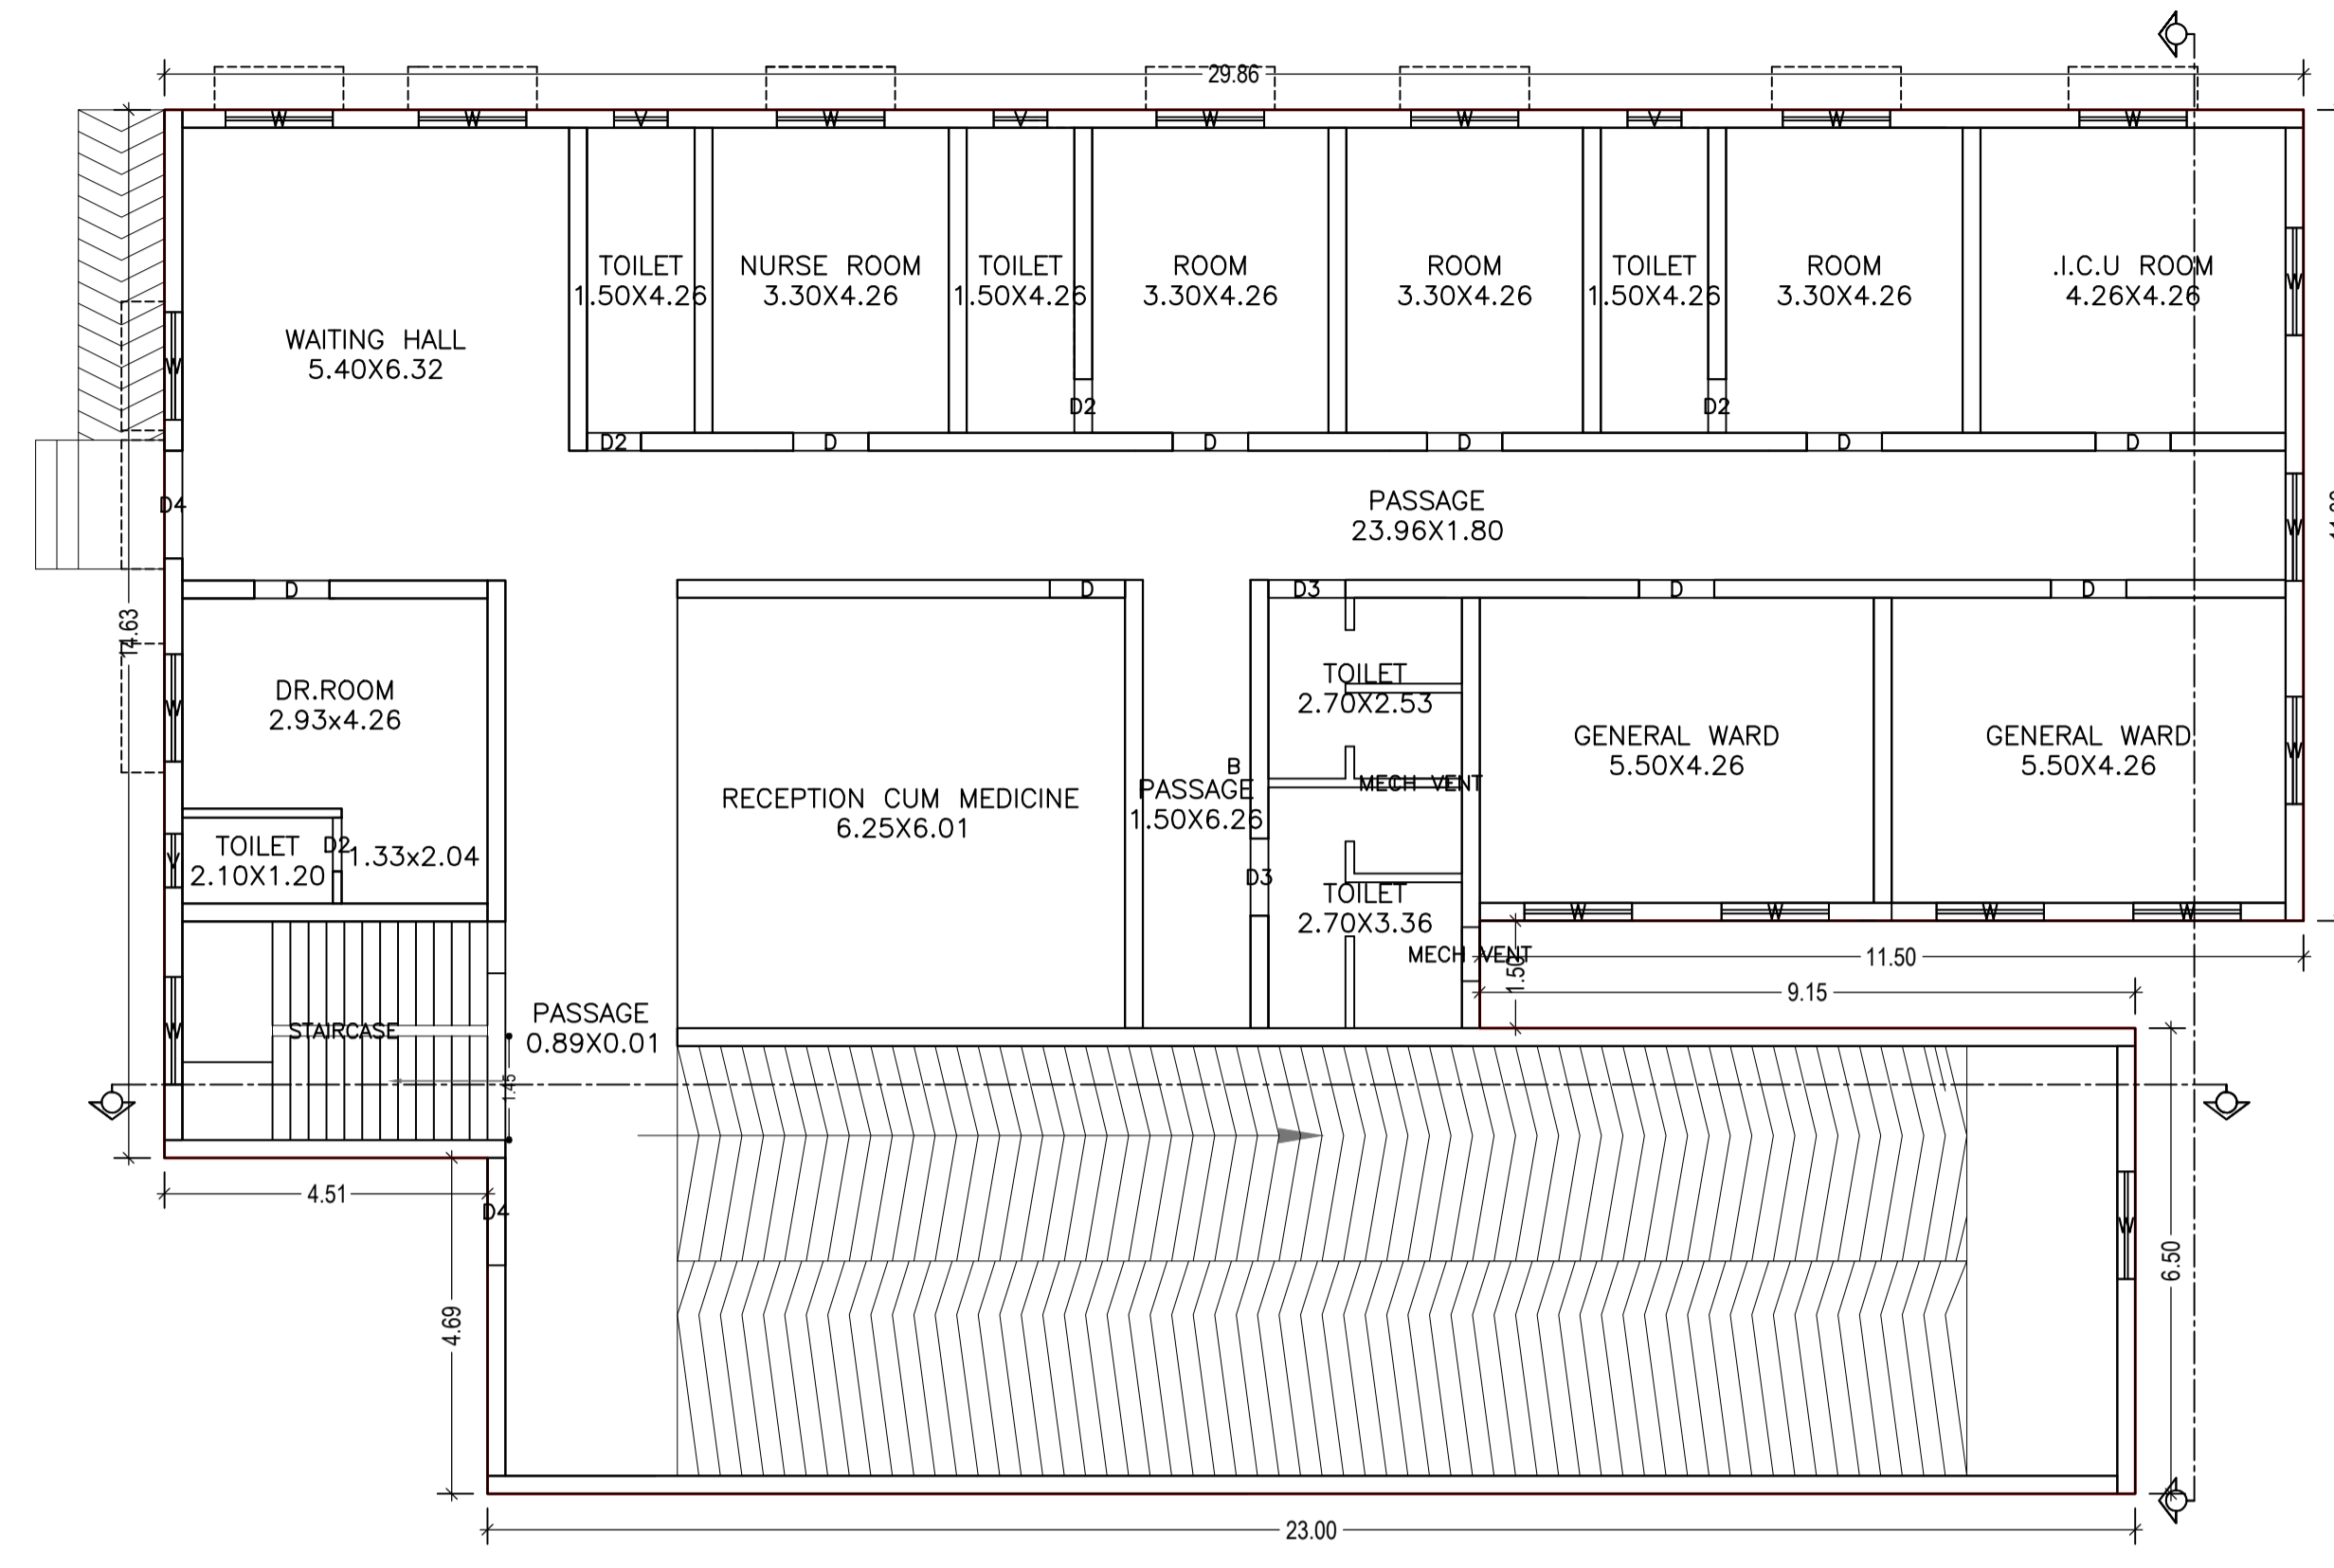 29.86
W
W
V
W
V
W
W
V
W
W
TOILET
1.50X4.26
NURSE ROOM
3.30X4.26
TOILET
1.50X4.26
ROOM
3.30X4.26
ROOM
3.30X4.26
TOILET
1.50X4.26
ROOM
3.30X4.26
.I.C.U ROOM
4.26X4.26
W
WAITING HALL
5.40X6.32
W
D2
D2
D2
D
D
D
D
D
D4
PASSAGE
23.96X1.80
W
D
D
D3
D
D
14.63
DR.ROOM
2.93x4.26
W
TOILET
2.70X2.53
MECH VENT
GENERAL WARD
5.50X4.26
GENERAL WARD
5.50X4.26
W
RECEPTION CUM MEDICINE
6.25X6.01
B
PASSAGE
1.50X6.26
TOILET
2.10X1.20
V
D2
1.33x2.04
D3
TOILET
2.70X3.36
MECH VENT
W
W
W
W
11.50
1.50
9.15
W
STAIRCASE
PASSAGE
0.89X0.01
1.45
4.51
D4
W
4.69
6.50
23.00